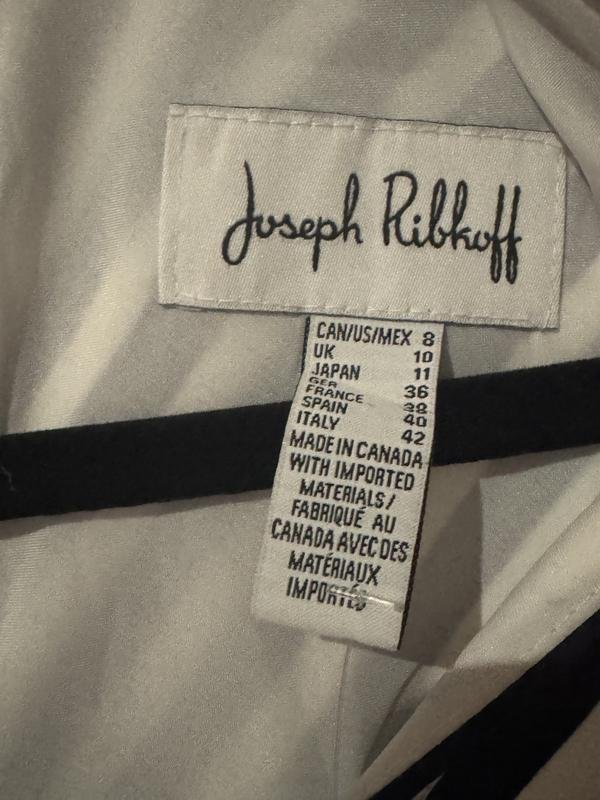 Joseph Ribkoff
CAN/US/MEX 8
UK 10
JAPAN 11
GER 36
FRANCE 38
SPAIN 40
ITALY 42
MADE IN CANADA
WITH IMPORTED
MATERIALS/
FABRIQUÉ AU
CANADA AVEC DES
MATÉRIAUX
IMPORTÉS